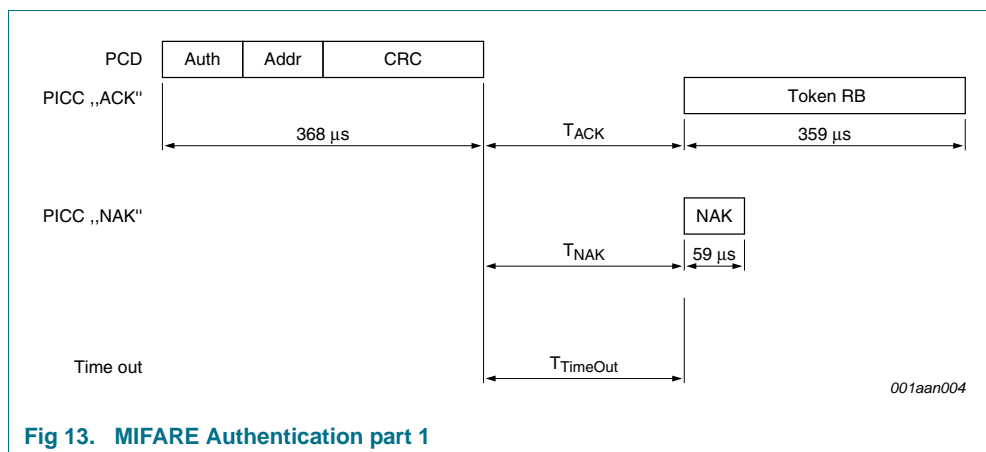 PCD Auth Addr CRC
PICC ,,ACK" Token RB
368 µs TACK 359 µs
PICC ,,NAK" NAK
TNAK 59 µs
Time out TTimeOut
001aan004
Fig 13. MIFARE Authentication part 1